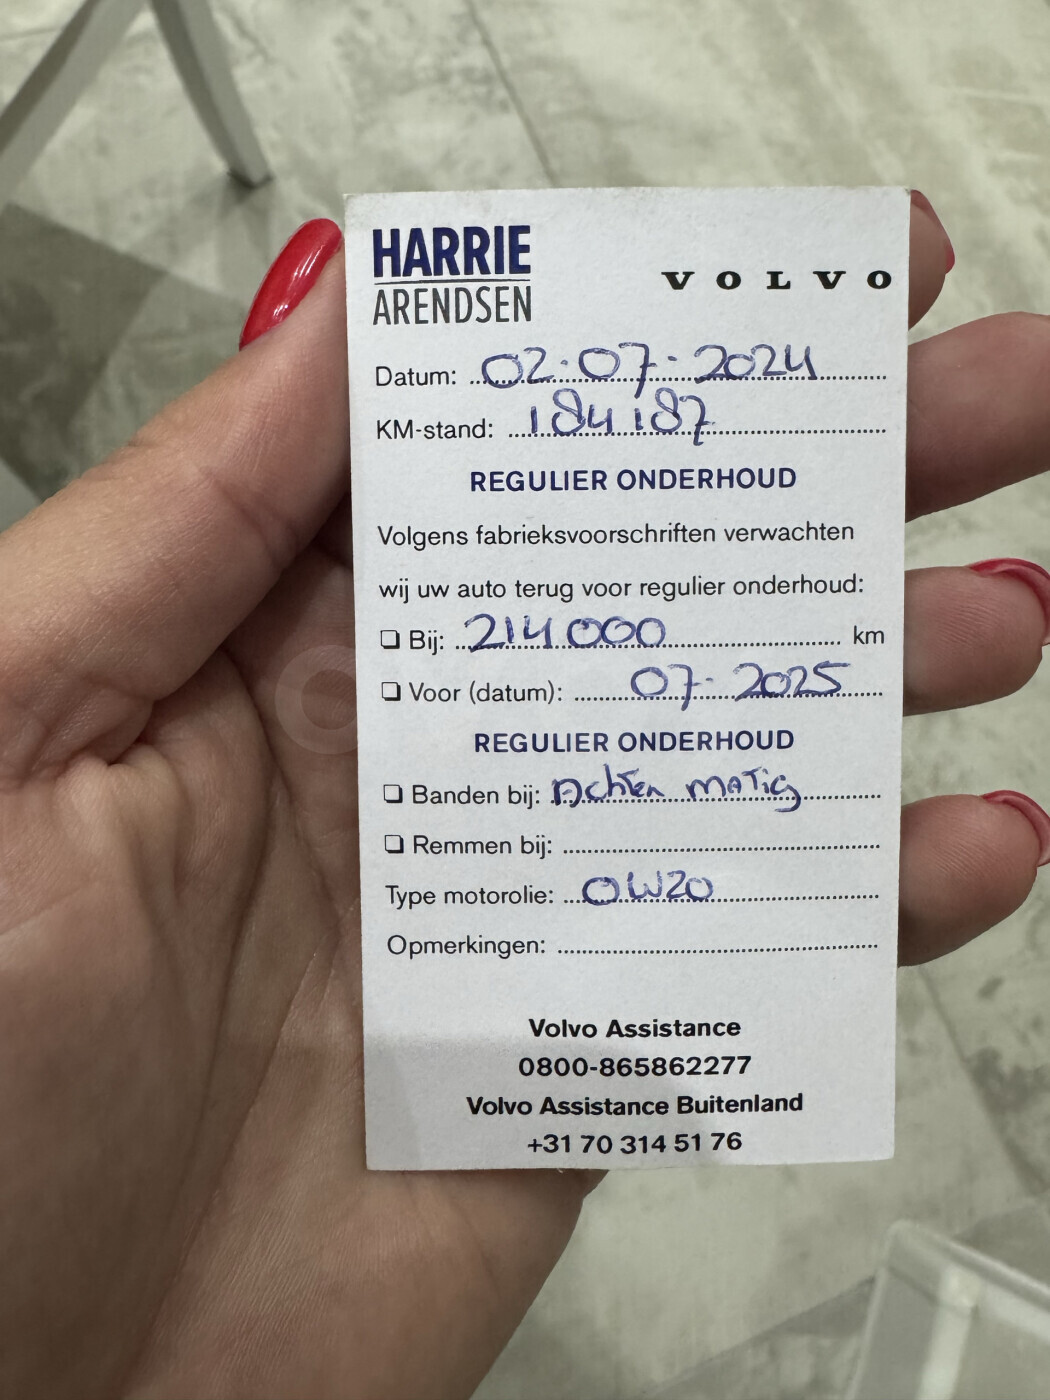 HARRIE
ARENDSEN
VOLVO
Datum: 02-07-2024
KM-stand: 184187
REGULIER ONDERHOUD
Volgens fabrieksvoorschriften verwachten
wij uw auto terug voor regulier onderhoud:
Bij: 214000 km
Voor (datum): 07-2025
REGULIER ONDERHOUD
Banden bij: Achter matig
Remmen bij:
Type motorolie: 0W20
Opmerkingen:
Volvo Assistance
0800-865862277
Volvo Assistance Buitenland
+31 70 314 51 76